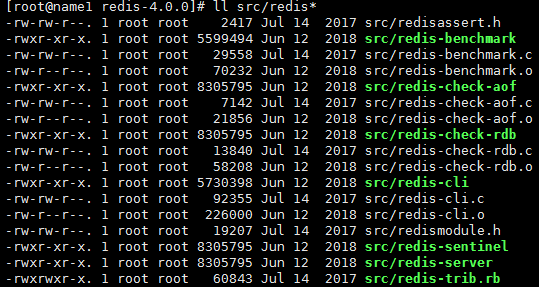 [root@name1 redis-4.0.0]# ll src/redis*
-rw-rw-r--. 1 root root    2417 Jul 14  2017 src/redisassert.h
-rwxr-xr-x. 1 root root 5599494 Jun 12  2018 src/redis-benchmark
-rw-rw-r--. 1 root root   29558 Jul 14  2017 src/redis-benchmark.c
-rw-r--r--. 1 root root   70232 Jun 12  2018 src/redis-benchmark.o
-rwxr-xr-x. 1 root root 8305795 Jun 12  2018 src/redis-check-aof
-rw-rw-r--. 1 root root    7142 Jul 14  2017 src/redis-check-aof.c
-rw-r--r--. 1 root root   21856 Jun 12  2018 src/redis-check-aof.o
-rwxr-xr-x. 1 root root 8305795 Jun 12  2018 src/redis-check-rdb
-rw-rw-r--. 1 root root   13840 Jul 14  2017 src/redis-check-rdb.c
-rw-r--r--. 1 root root   58208 Jun 12  2018 src/redis-check-rdb.o
-rwxr-xr-x. 1 root root 5730398 Jun 12  2018 src/redis-cli
-rw-rw-r--. 1 root root   92355 Jul 14  2017 src/redis-cli.c
-rw-r--r--. 1 root root  226000 Jun 12  2018 src/redis-cli.o
-rw-rw-r--. 1 root root   19207 Jul 14  2017 src/redismodule.h
-rwxr-xr-x. 1 root root 8305795 Jun 12  2018 src/redis-sentinel
-rwxr-xr-x. 1 root root 8305795 Jun 12  2018 src/redis-server
-rwxrwxr-x. 1 root root   60843 Jul 14  2017 src/redis-trib.rb